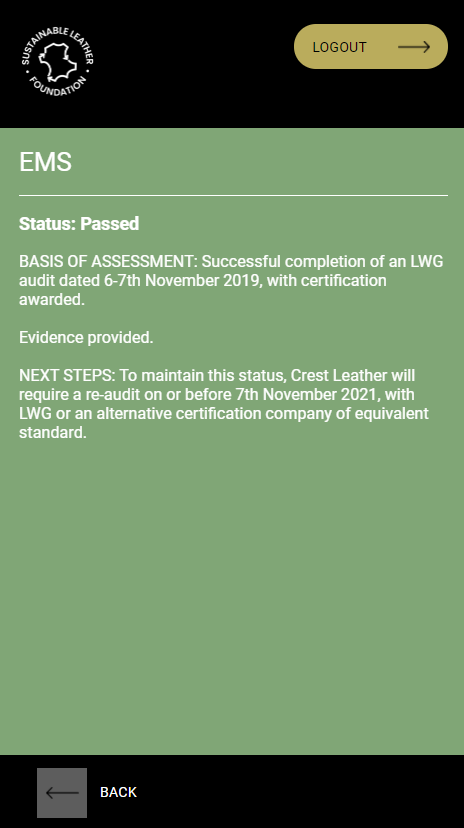 SUSTAINABLE LEATHER
• FOUNDATION •
LOGOUT
EMS
Status: Passed
BASIS OF ASSESSMENT: Successful completion of an LWG
audit dated 6-7th November 2019, with certification
awarded.
Evidence provided.
NEXT STEPS: To maintain this status, Crest Leather will
require a re-audit on or before 7th November 2021, with
LWG or an alternative certification company of equivalent
standard.
BACK